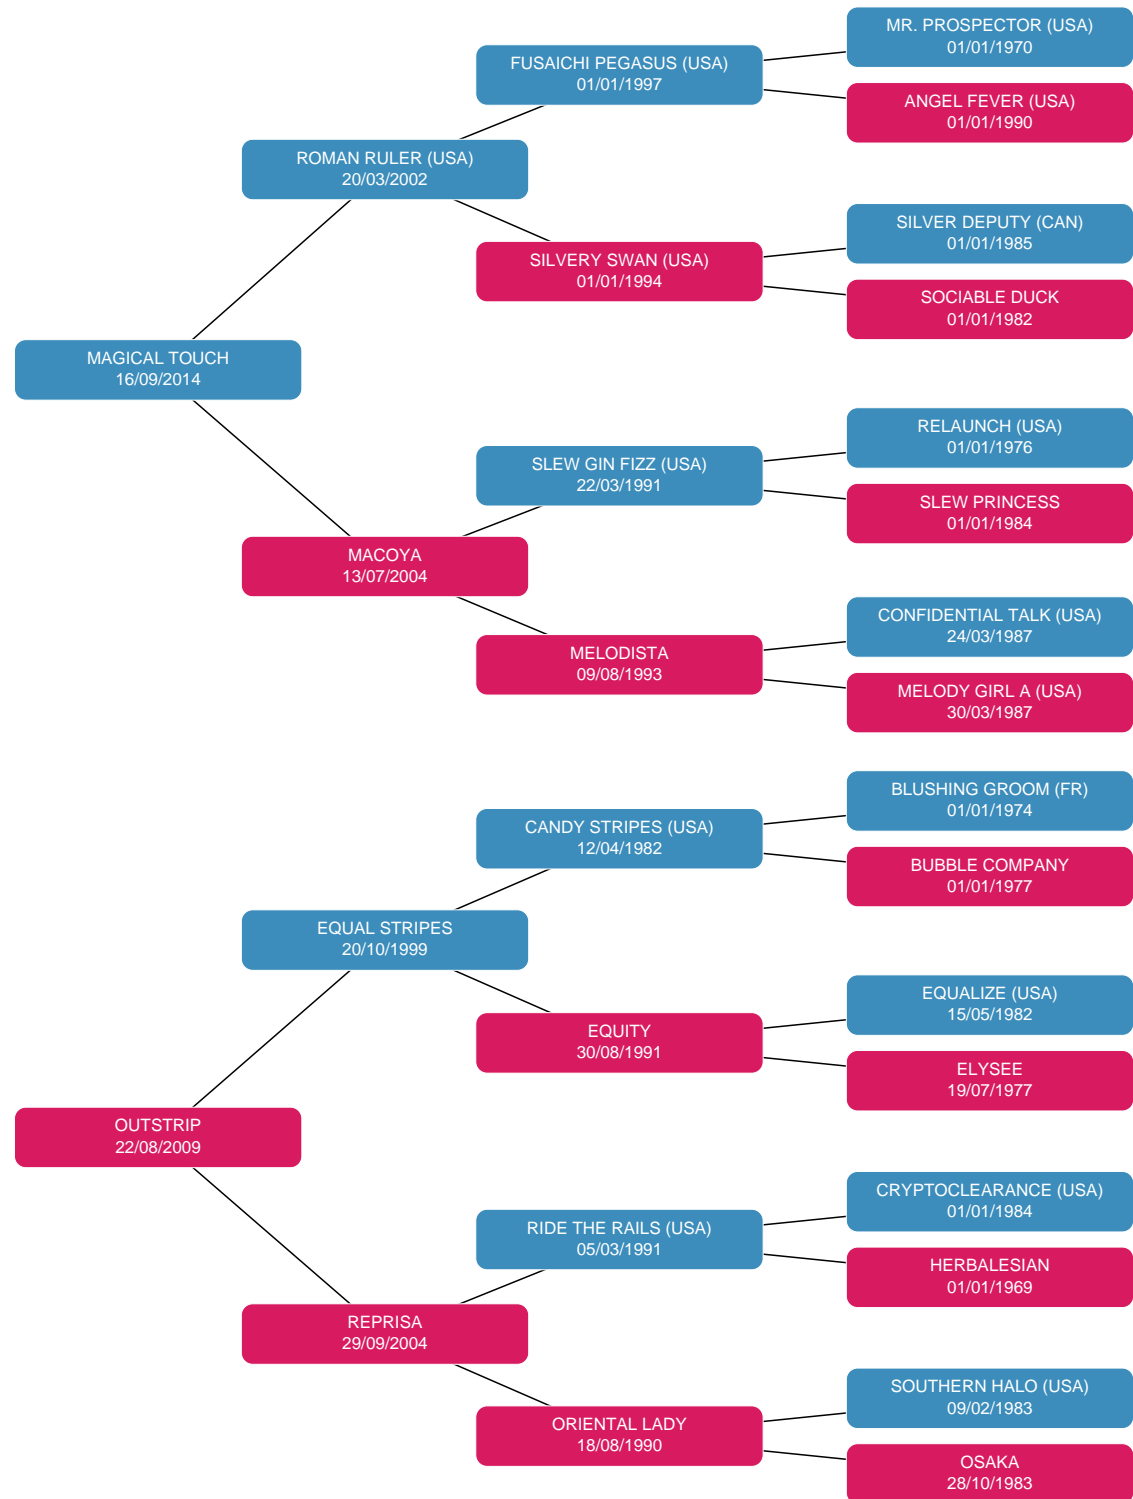 MR. PROSPECTOR (USA)
01/01/1970
FUSAICHI PEGASUS (USA)
01/01/1997
ANGEL FEVER (USA)
01/01/1990
ROMAN RULER (USA)
20/03/2002
SILVER DEPUTY (CAN)
01/01/1985
SILVERY SWAN (USA)
01/01/1994
SOCIABLE DUCK
01/01/1982
MAGICAL TOUCH
16/09/2014
RELAUNCH (USA)
01/01/1976
SLEW GIN FIZZ (USA)
22/03/1991
SLEW PRINCESS
01/01/1984
MACOYA
13/07/2004
CONFIDENTIAL TALK (USA)
24/03/1987
MELODISTA
09/08/1993
MELODY GIRL A (USA)
30/03/1987
BLUSHING GROOM (FR)
01/01/1974
CANDY STRIPES (USA)
12/04/1982
BUBBLE COMPANY
01/01/1977
EQUAL STRIPES
20/10/1999
EQUALIZE (USA)
15/05/1982
EQUITY
30/08/1991
ELYSEE
19/07/1977
OUTSTRIP
22/08/2009
CRYPTOCLEARANCE (USA)
01/01/1984
RIDE THE RAILS (USA)
05/03/1991
HERBALESIAN
01/01/1969
REPRISA
29/09/2004
SOUTHERN HALO (USA)
09/02/1983
ORIENTAL LADY
18/08/1990
OSAKA
28/10/1983